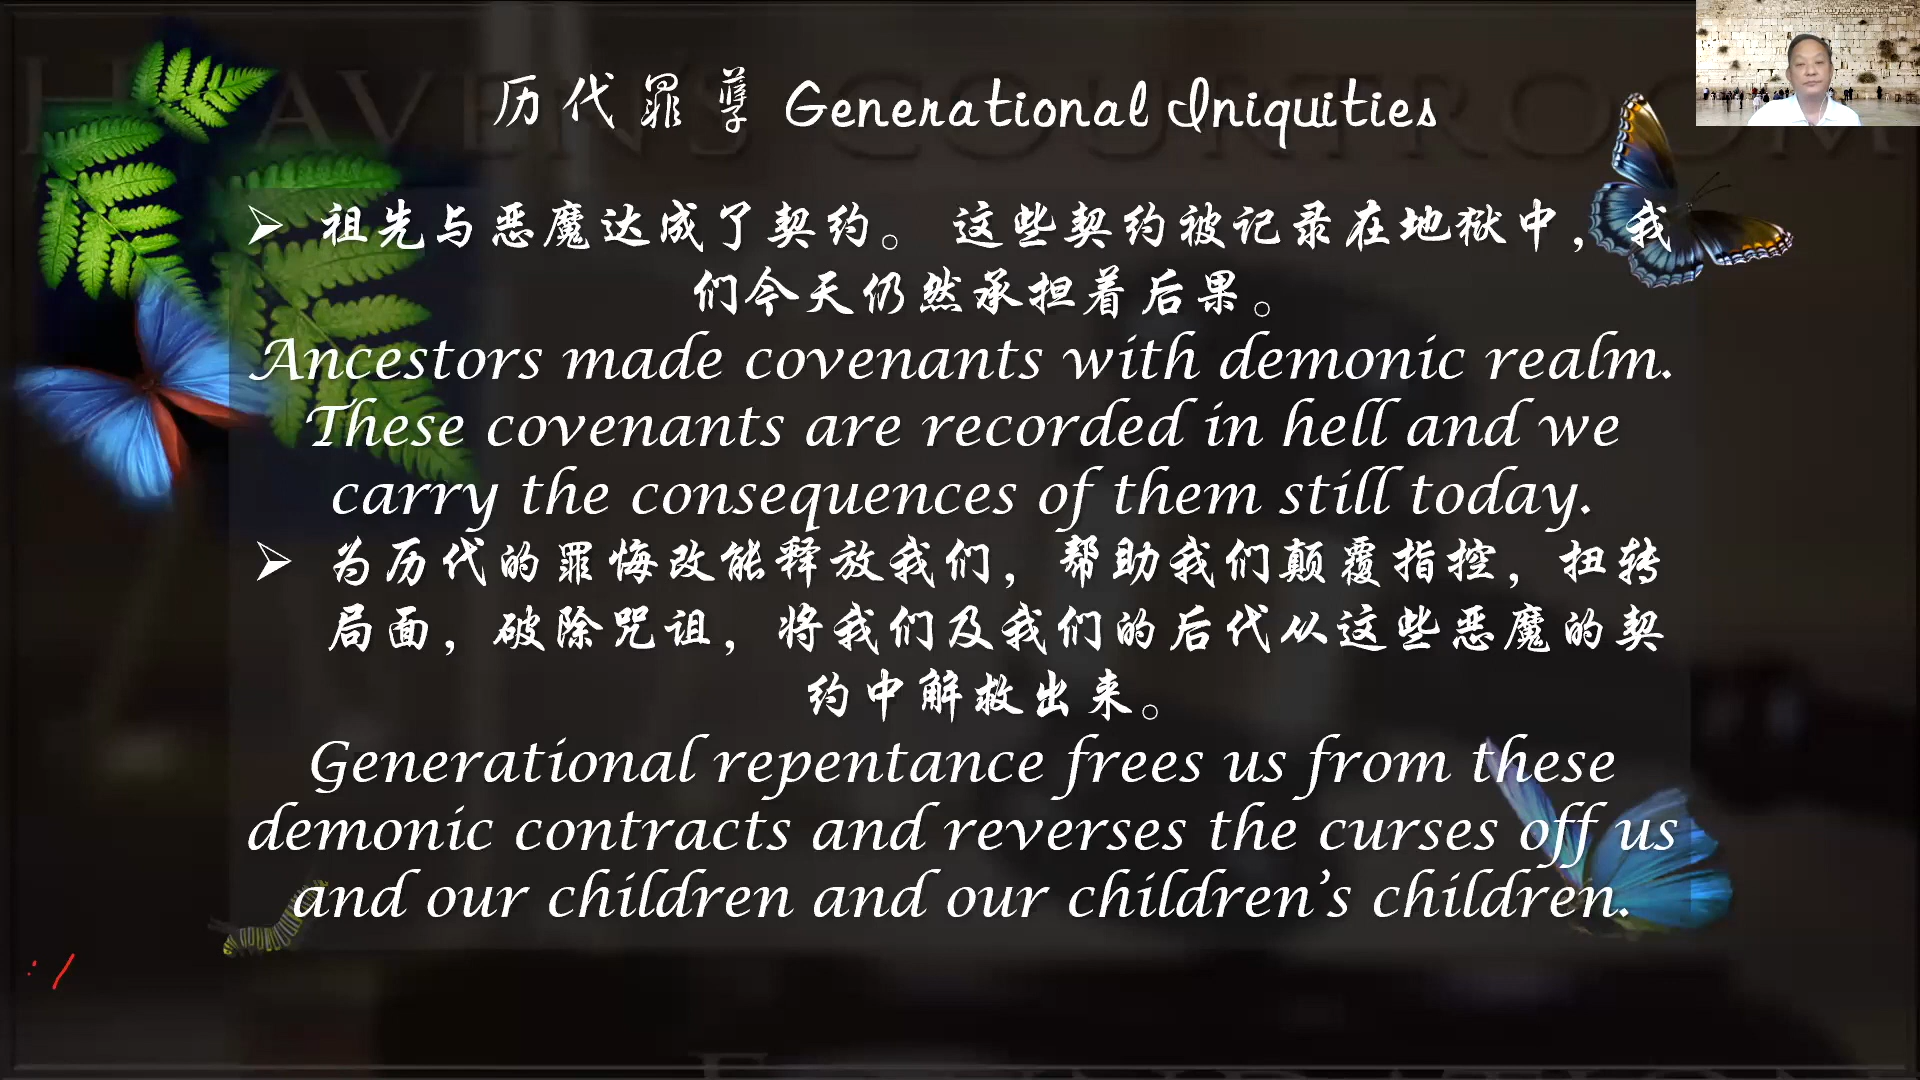 HEAVEN'S COURTROOM
历代罪孽 Generational Iniquities
➢ 祖先与恶魔达成了契约。 这些契约被记录在地狱中，我
们今天仍然承担着后果。
Ancestors made covenants with demonic realm.
These covenants are recorded in hell and we
carry the consequences of them still today.
➢ 为历代的罪悔改能释放我们，帮助我们颠覆指控，扭转
局面，破除咒诅，将我们及我们的后代从这些恶魔的契
约中解救出来。
Generational repentance frees us from these
demonic contracts and reverses the curses off us
and our children and our children’s children.